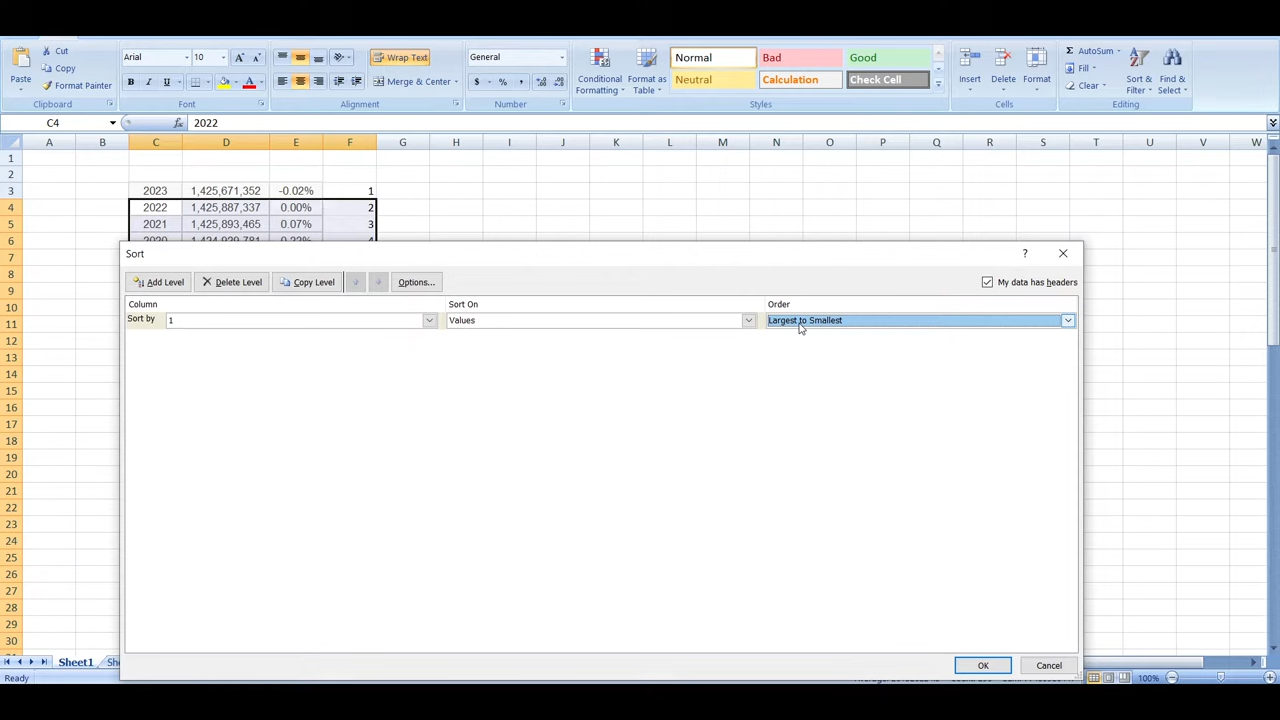 Cut
Copy
Format Painter
Paste
Clipboard
Arial 10
B I U
Font
Wrap Text
Merge & Center
Alignment
General
$ % ,
Number
Conditional Formatting
Format as Table
Normal Bad Good
Neutral Calculation Check Cell
Styles
Insert Delete Format
Cells
AutoSum
Fill
Clear
Sort & Filter
Find & Select
Editing
C4 fx 2022
A B C D E F G H I J K L M N O P Q R S T U V W
1
2
3 2023 1,425,671,352 -0.02% 1
4 2022 1,425,887,337 0.00% 2
5 2021 1,425,893,465 0.07% 3
6
7
8
9
10
11
12
13
14
15
16
17
18
19
20
21
22
23
24
25
26
27
28
29
30
Sort ?
Add Level Delete Level Copy Level Options... My data has headers
Column Sort On Order
Sort by 1 Values Largest to Smallest
OK Cancel
Sheet1
Ready 100%